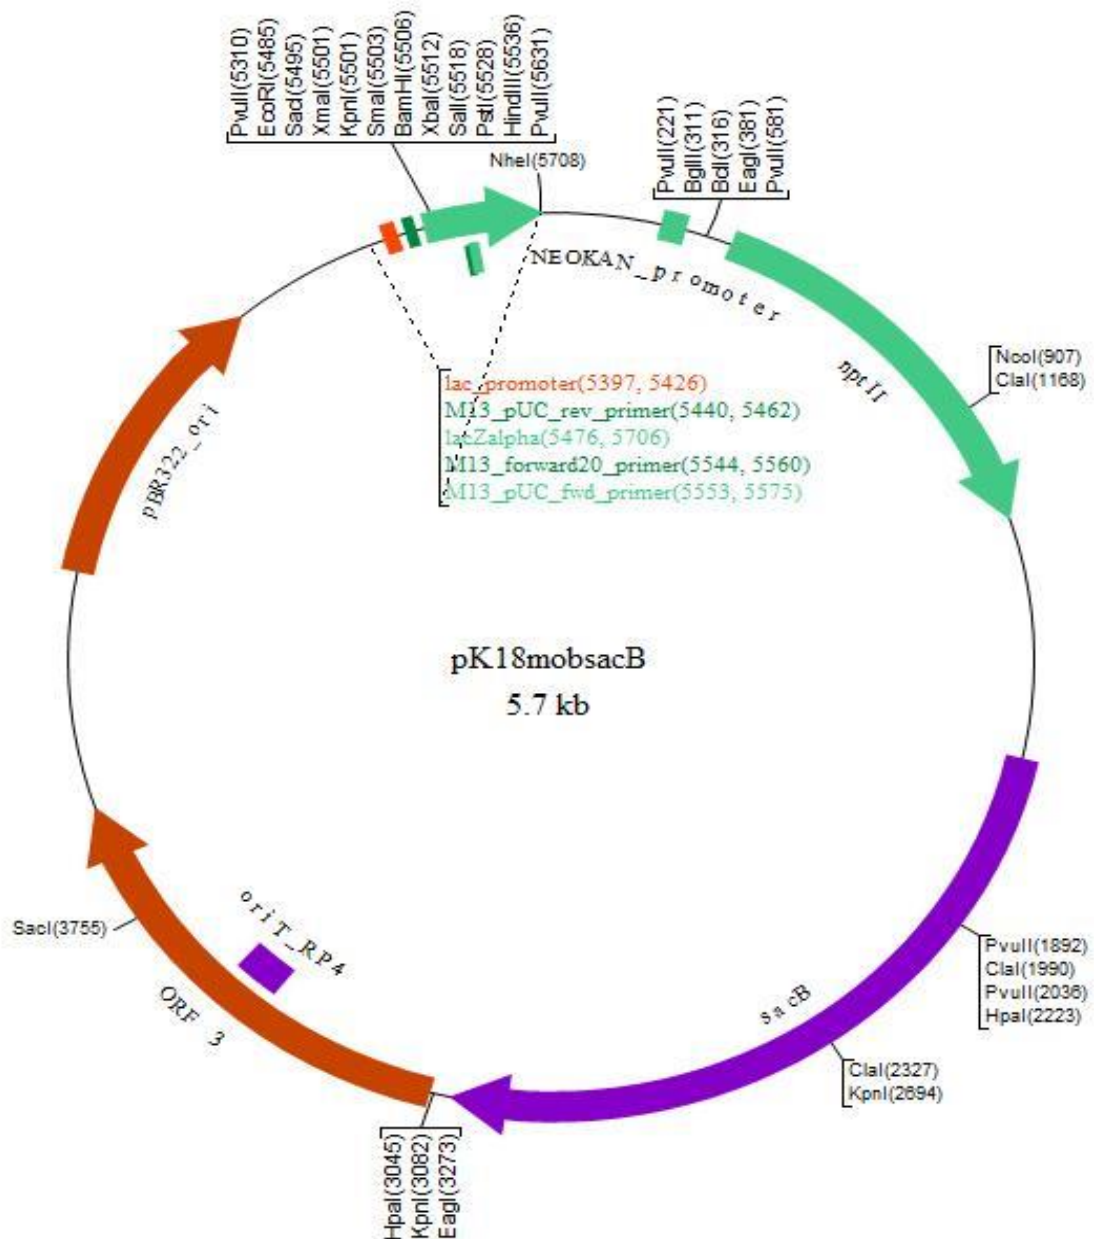 PvuII(5310)
EcoRI(5485)
SacI(5495)
XmaI(5501)
KpnI(5501)
SmaI(5503)
BamHI(5506)
XbaI(5512)
SalI(5518)
PstI(5528)
HindIII(5536)
PvuII(5631)
NheI(5708)
PvuII(221)
BglII(311)
BclI(316)
EagI(381)
PvuII(581)
NEOKAN_promoter
nptII
NcoI(907)
ClaI(1168)
lac_promoter(5397, 5426)
M13_pUC_rev_primer(5440, 5462)
lacZalpha(5476, 5706)
M13_forward20_primer(5544, 5560)
M13_pUC_fwd_primer(5553, 5575)
pBR322_ori
pK18mobsacB
5.7 kb
SacI(3755)
oriT_RP4
ORF 3
sacB
PvuII(1892)
ClaI(1990)
PvuII(2036)
HpaI(2223)
ClaI(2327)
KpnI(2694)
HpaI(3045)
KpnI(3082)
EagI(3273)